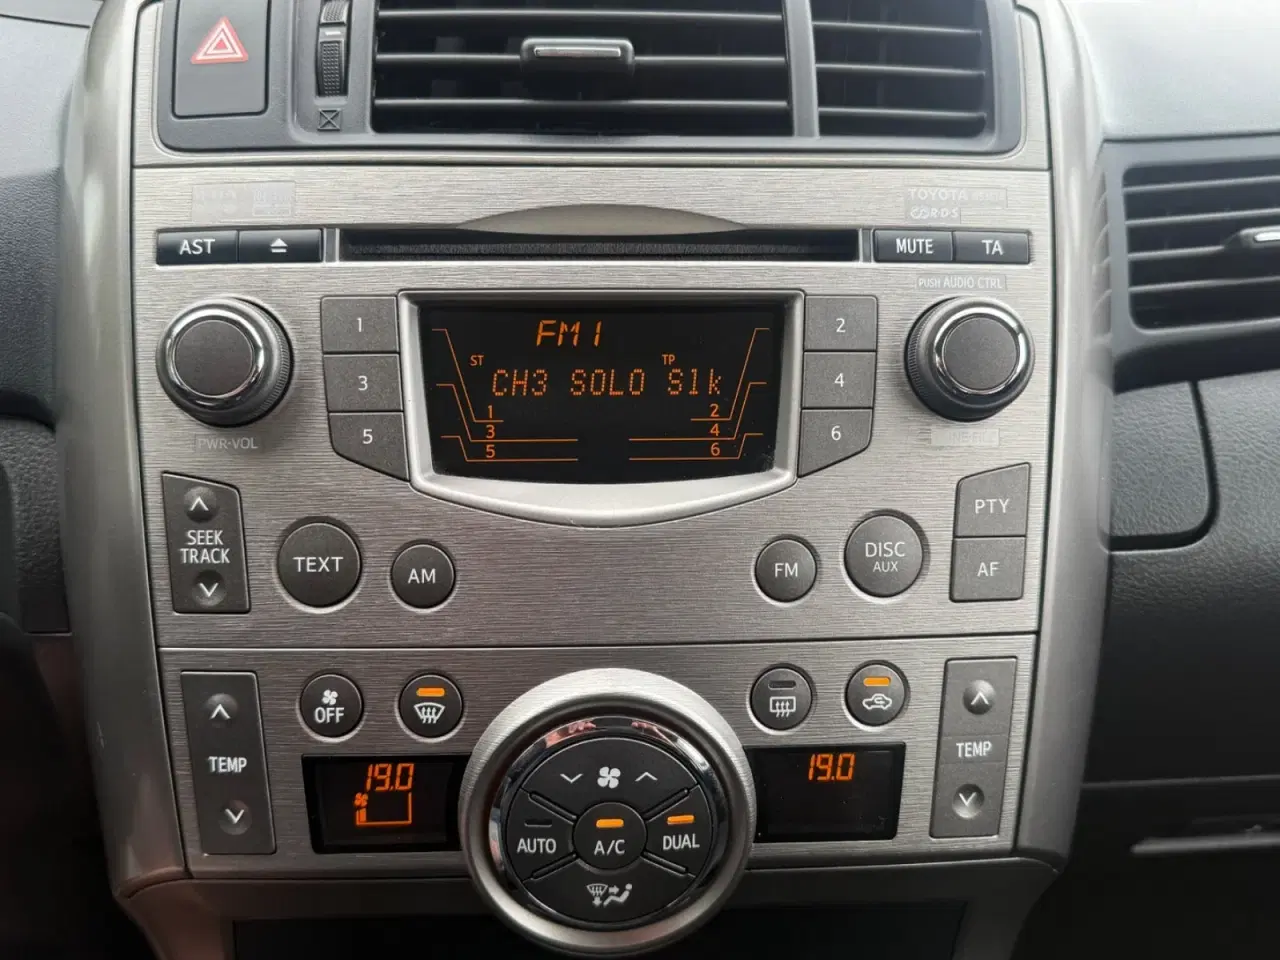 TOYOTA
RDS
AST
MUTE
TA
PUSH AUDIO CTRL
1
2
3
4
5
6
FM1
ST
TP
CH3 SOLO Slk
1
2
3
4
5
6
PWR·VOL
SEEK
TRACK
TEXT
AM
FM
DISC
AUX
PTY
AF
OFF
TEMP
TEMP
19.0
19.0
AUTO
A/C
DUAL